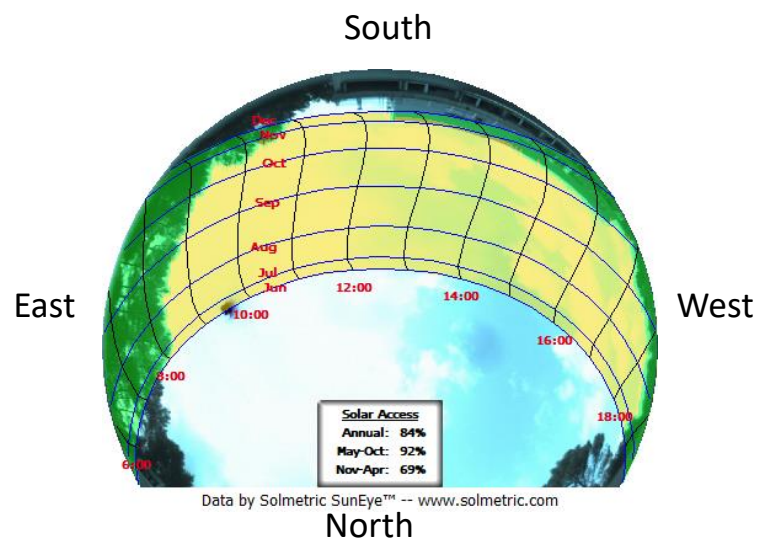 South
Dec
Nov
Oct
Sep
Aug
Jul
Jun
East
West
12:00
14:00
10:00
16:00
8:00
18:00
6:00
Solar Access
Annual: 84%
May-Oct: 92%
Nov-Apr: 69%
Data by Solmetric SunEye™ -- www.solmetric.com
North